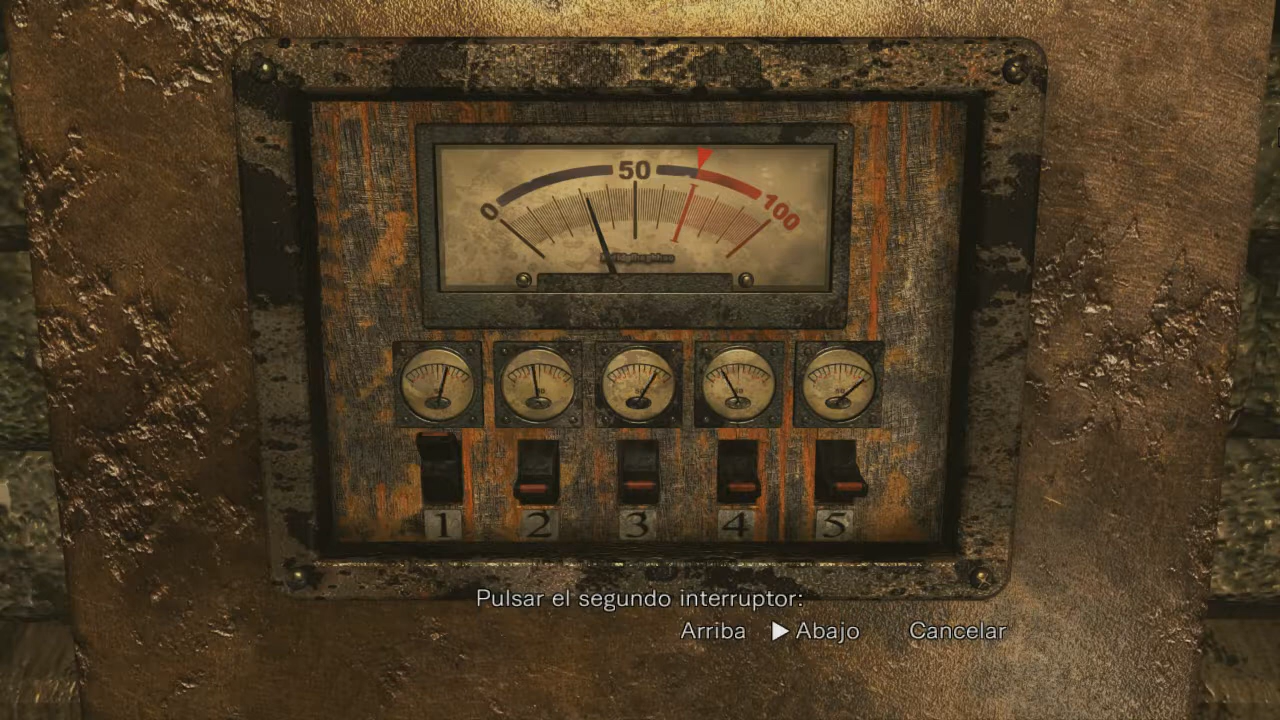 50
0
100
1 2 3 4 5
Pulsar el segundo interruptor:
Arriba ▶ Abajo Cancelar